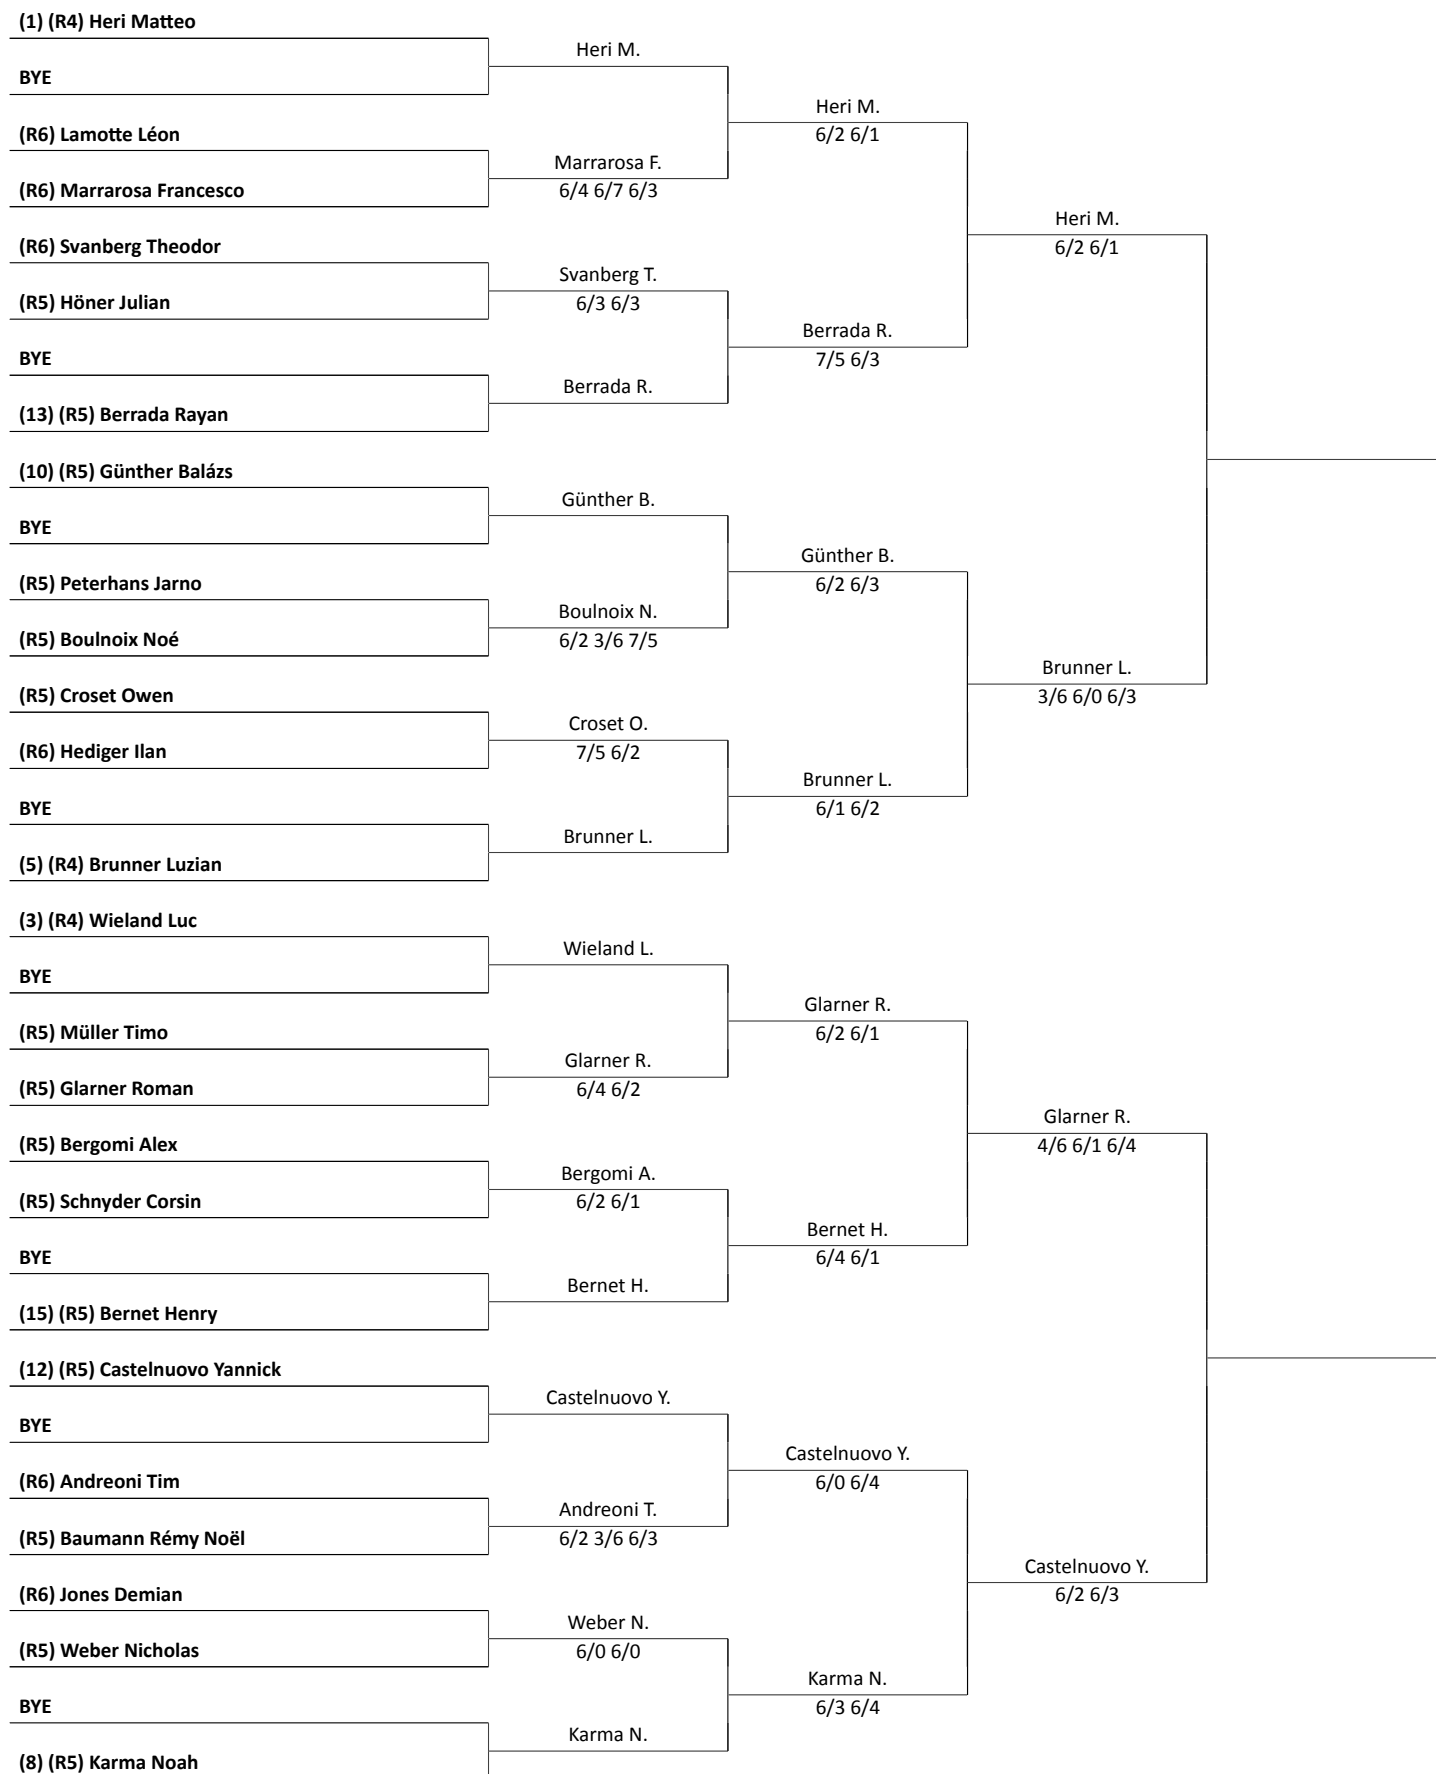 (1) (R4) Heri Matteo
Heri M.
BYE
Heri M.
6/2 6/1
(R6) Lamotte Léon
Marrarosa F.
6/4 6/7 6/3
(R6) Marrarosa Francesco
Heri M.
6/2 6/1
(R6) Svanberg Theodor
Svanberg T.
6/3 6/3
(R5) Höner Julian
Berrada R.
7/5 6/3
BYE
Berrada R.
(13) (R5) Berrada Rayan
(10) (R5) Günther Balázs
Günther B.
BYE
Günther B.
6/2 6/3
(R5) Peterhans Jarno
Boulnoix N.
6/2 3/6 7/5
(R5) Boulnoix Noé
Brunner L.
3/6 6/0 6/3
(R5) Croset Owen
Croset O.
7/5 6/2
(R6) Hediger Ilan
Brunner L.
6/1 6/2
BYE
Brunner L.
(5) (R4) Brunner Luzian
(3) (R4) Wieland Luc
Wieland L.
BYE
Glarner R.
6/2 6/1
(R5) Müller Timo
Glarner R.
6/4 6/2
(R5) Glarner Roman
Glarner R.
4/6 6/1 6/4
(R5) Bergomi Alex
Bergomi A.
6/2 6/1
(R5) Schnyder Corsin
Bernet H.
6/4 6/1
BYE
Bernet H.
(15) (R5) Bernet Henry
(12) (R5) Castelnuovo Yannick
Castelnuovo Y.
BYE
Castelnuovo Y.
6/0 6/4
(R6) Andreoni Tim
Andreoni T.
6/2 3/6 6/3
(R5) Baumann Rémy Noël
Castelnuovo Y.
6/2 6/3
(R6) Jones Demian
Weber N.
6/0 6/0
(R5) Weber Nicholas
Karma N.
6/3 6/4
BYE
Karma N.
(8) (R5) Karma Noah